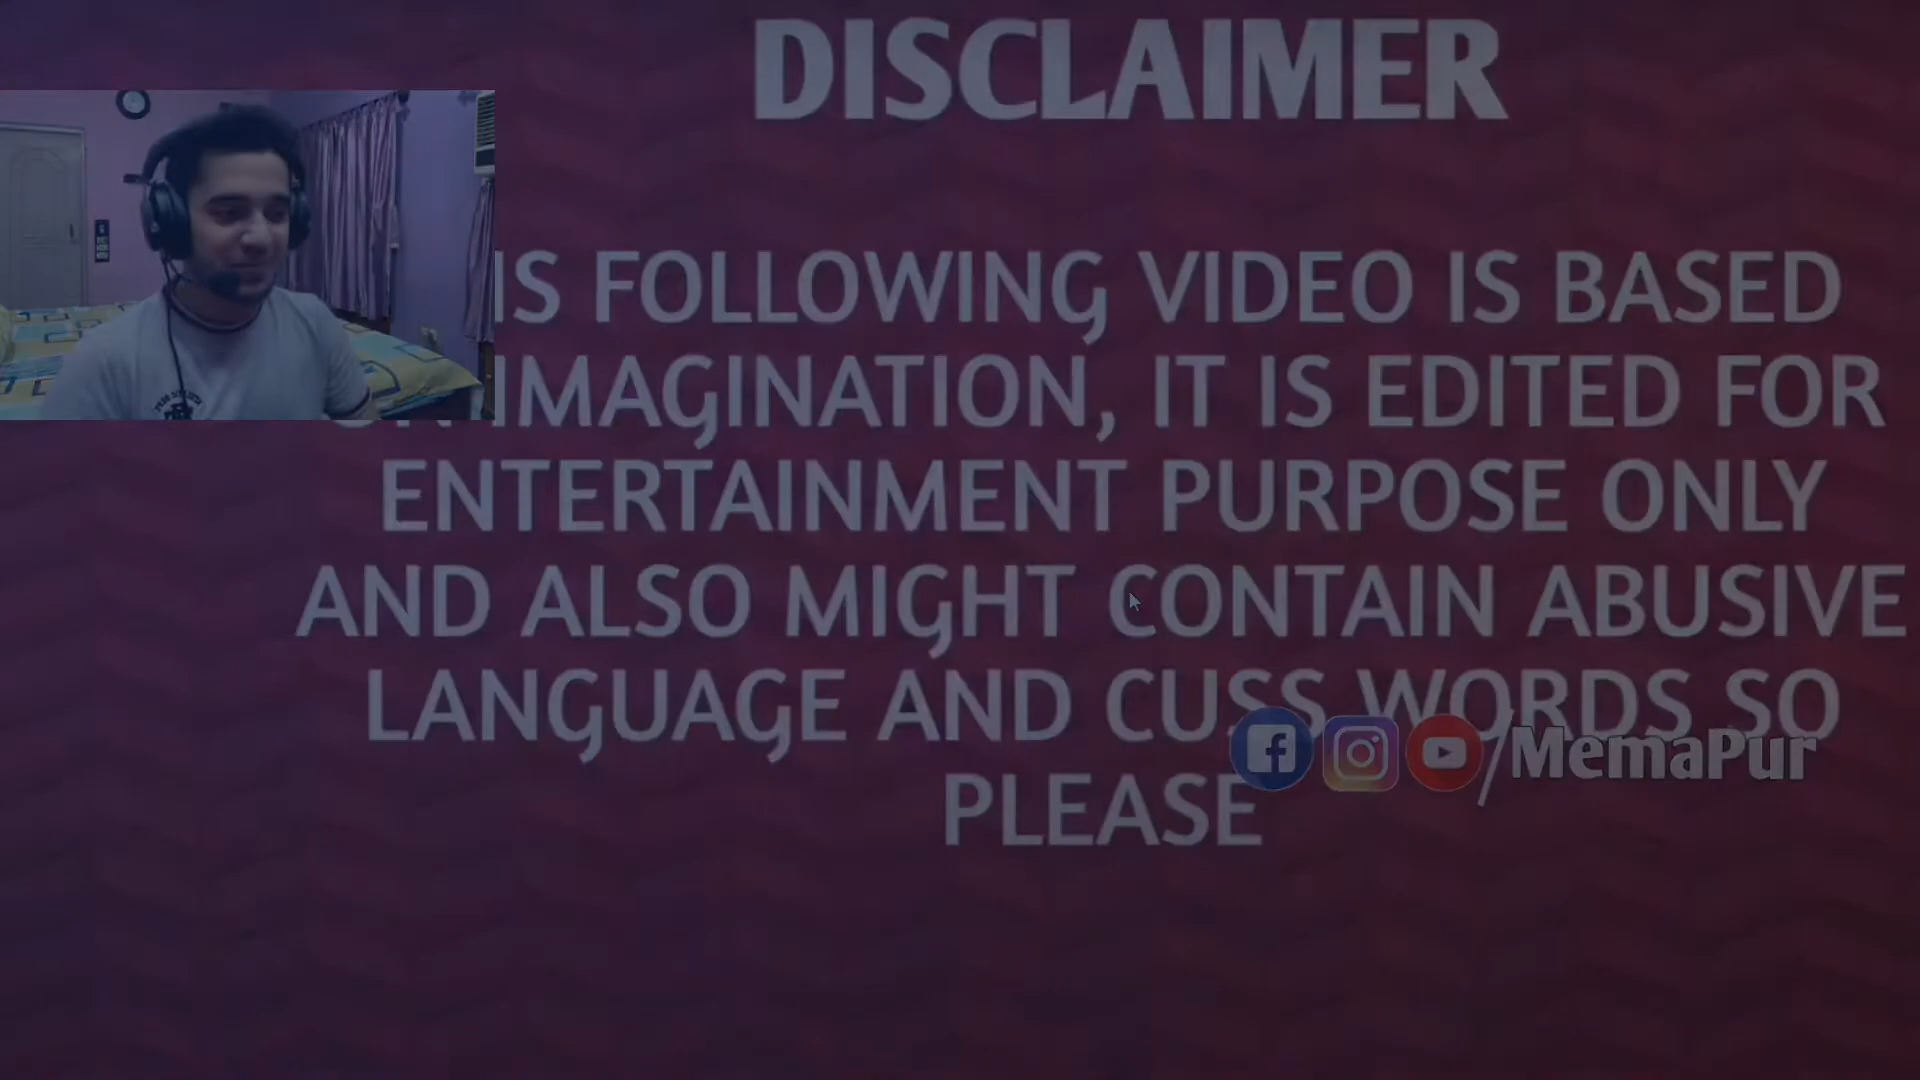 DISCLAIMER
IS FOLLOWING VIDEO IS BASED
ON IMAGINATION, IT IS EDITED FOR
ENTERTAINMENT PURPOSE ONLY
AND ALSO MIGHT CONTAIN ABUSIVE
LANGUAGE AND CUSS WORDS SO
/MemaPur
PLEASE